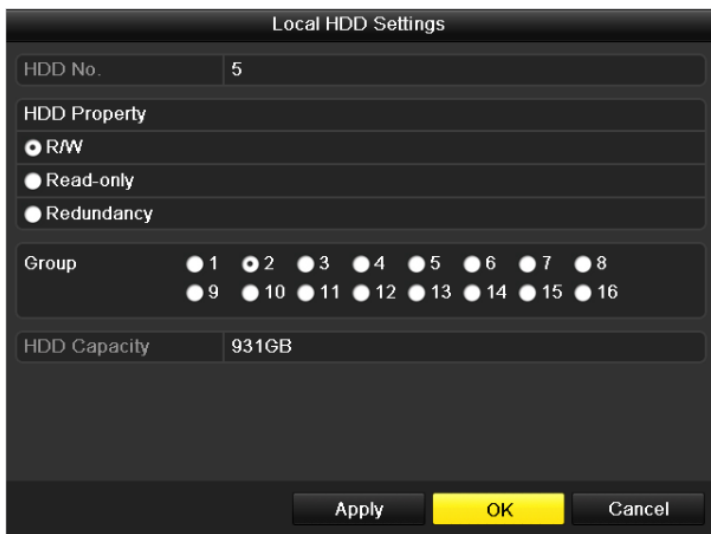 Local HDD Settings
HDD No. 5
HDD Property
R/W
Read-only
Redundancy
Group 1 2 3 4 5 6 7 8
9 10 11 12 13 14 15 16
HDD Capacity 931GB
Apply OK Cancel